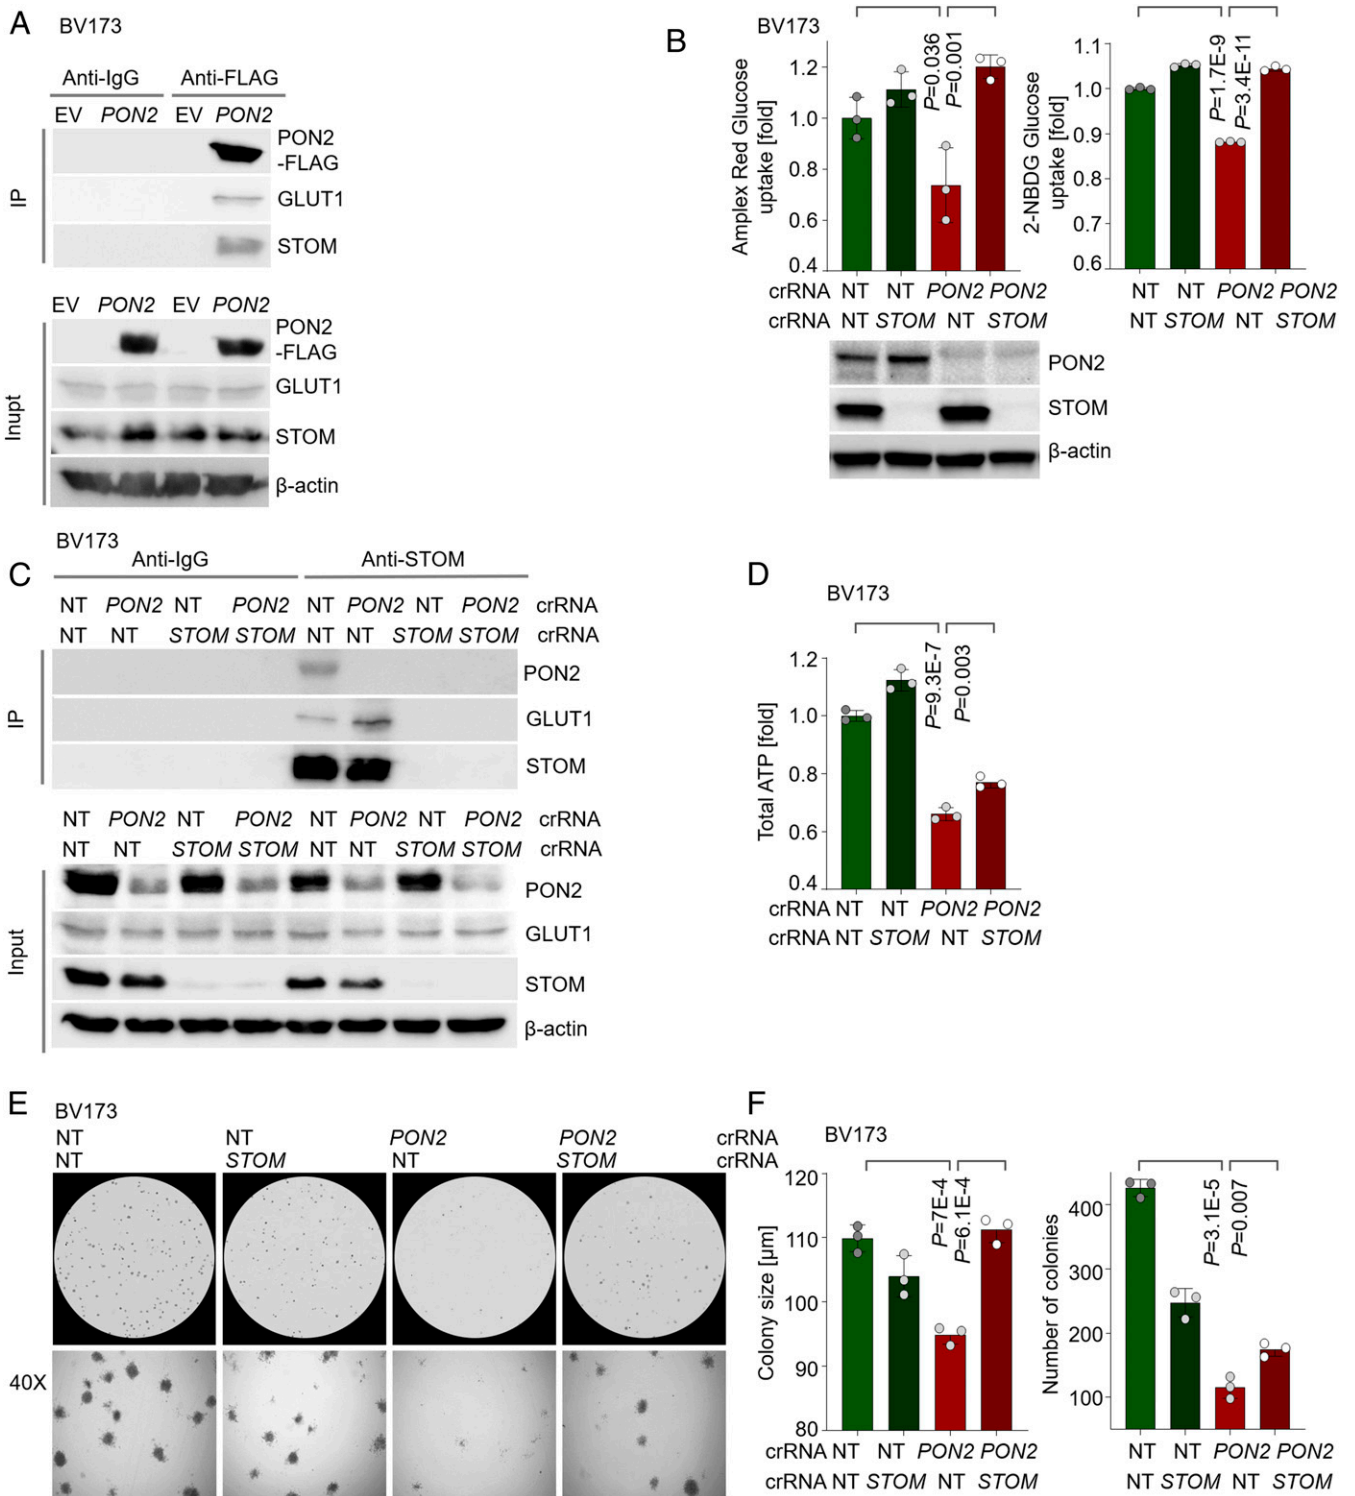 A BV173
Anti-IgG Anti-FLAG
EV PON2 EV PON2
IP
PON2
-FLAG
GLUT1
STOM
EV PON2 EV PON2
Inupt
PON2
-FLAG
GLUT1
STOM
β-actin
B
BV173
Amplex Red Glucose
uptake [fold]
1.2
1.0
0.8
0.6
0.4
P=0.036
P=0.001
crRNA NT NT PON2 PON2
crRNA NT STOM NT STOM
2-NBDG Glucose
uptake [fold]
1.1
1.0
0.9
0.8
0.7
0.6
P=1.7E-9
P=3.4E-11
NT NT PON2 PON2
NT STOM NT STOM
PON2
STOM
β-actin
C
BV173
Anti-IgG Anti-STOM
NT PON2 NT PON2 NT PON2 NT PON2 crRNA
NT NT STOM STOM NT NT STOM STOM crRNA
IP
PON2
GLUT1
STOM
NT PON2 NT PON2 NT PON2 NT PON2 crRNA
NT NT STOM STOM NT NT STOM STOM crRNA
Input
PON2
GLUT1
STOM
β-actin
D
BV173
Total ATP [fold]
1.2
1.0
0.8
0.6
0.4
P=9.3E-7
P=0.003
crRNA NT NT PON2 PON2
crRNA NT STOM NT STOM
E
BV173
NT NT PON2 PON2 crRNA
NT STOM NT STOM crRNA
40X
F
BV173
Colony size [µm]
120
110
100
90
80
P=7E-4
P=6.1E-4
crRNA NT NT PON2 PON2
crRNA NT STOM NT STOM
Number of colonies
400
300
200
100
P=3.1E-5
P=0.007
NT NT PON2 PON2
NT STOM NT STOM